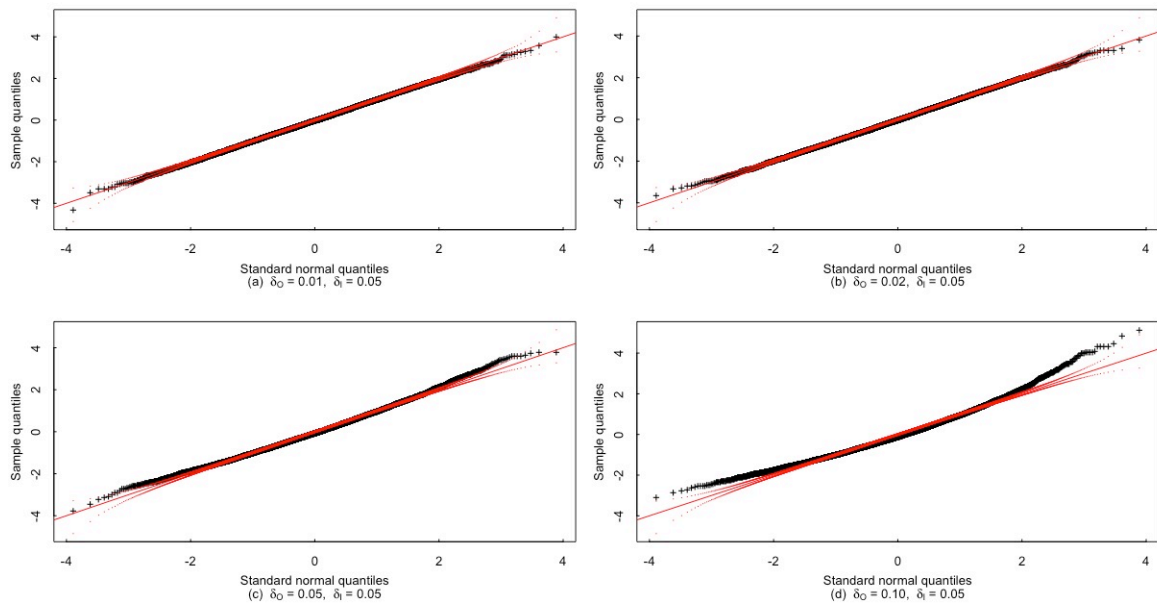 Sample quantiles
4
2
0
-2
-4
-4 -2 0 2 4
Standard normal quantiles
(a) δO = 0.01, δI = 0.05
Sample quantiles
4
2
0
-2
-4
-4 -2 0 2 4
Standard normal quantiles
(b) δO = 0.02, δI = 0.05
Sample quantiles
4
2
0
-2
-4
-4 -2 0 2 4
Standard normal quantiles
(c) δO = 0.05, δI = 0.05
Sample quantiles
4
2
0
-2
-4
-4 -2 0 2 4
Standard normal quantiles
(d) δO = 0.10, δI = 0.05